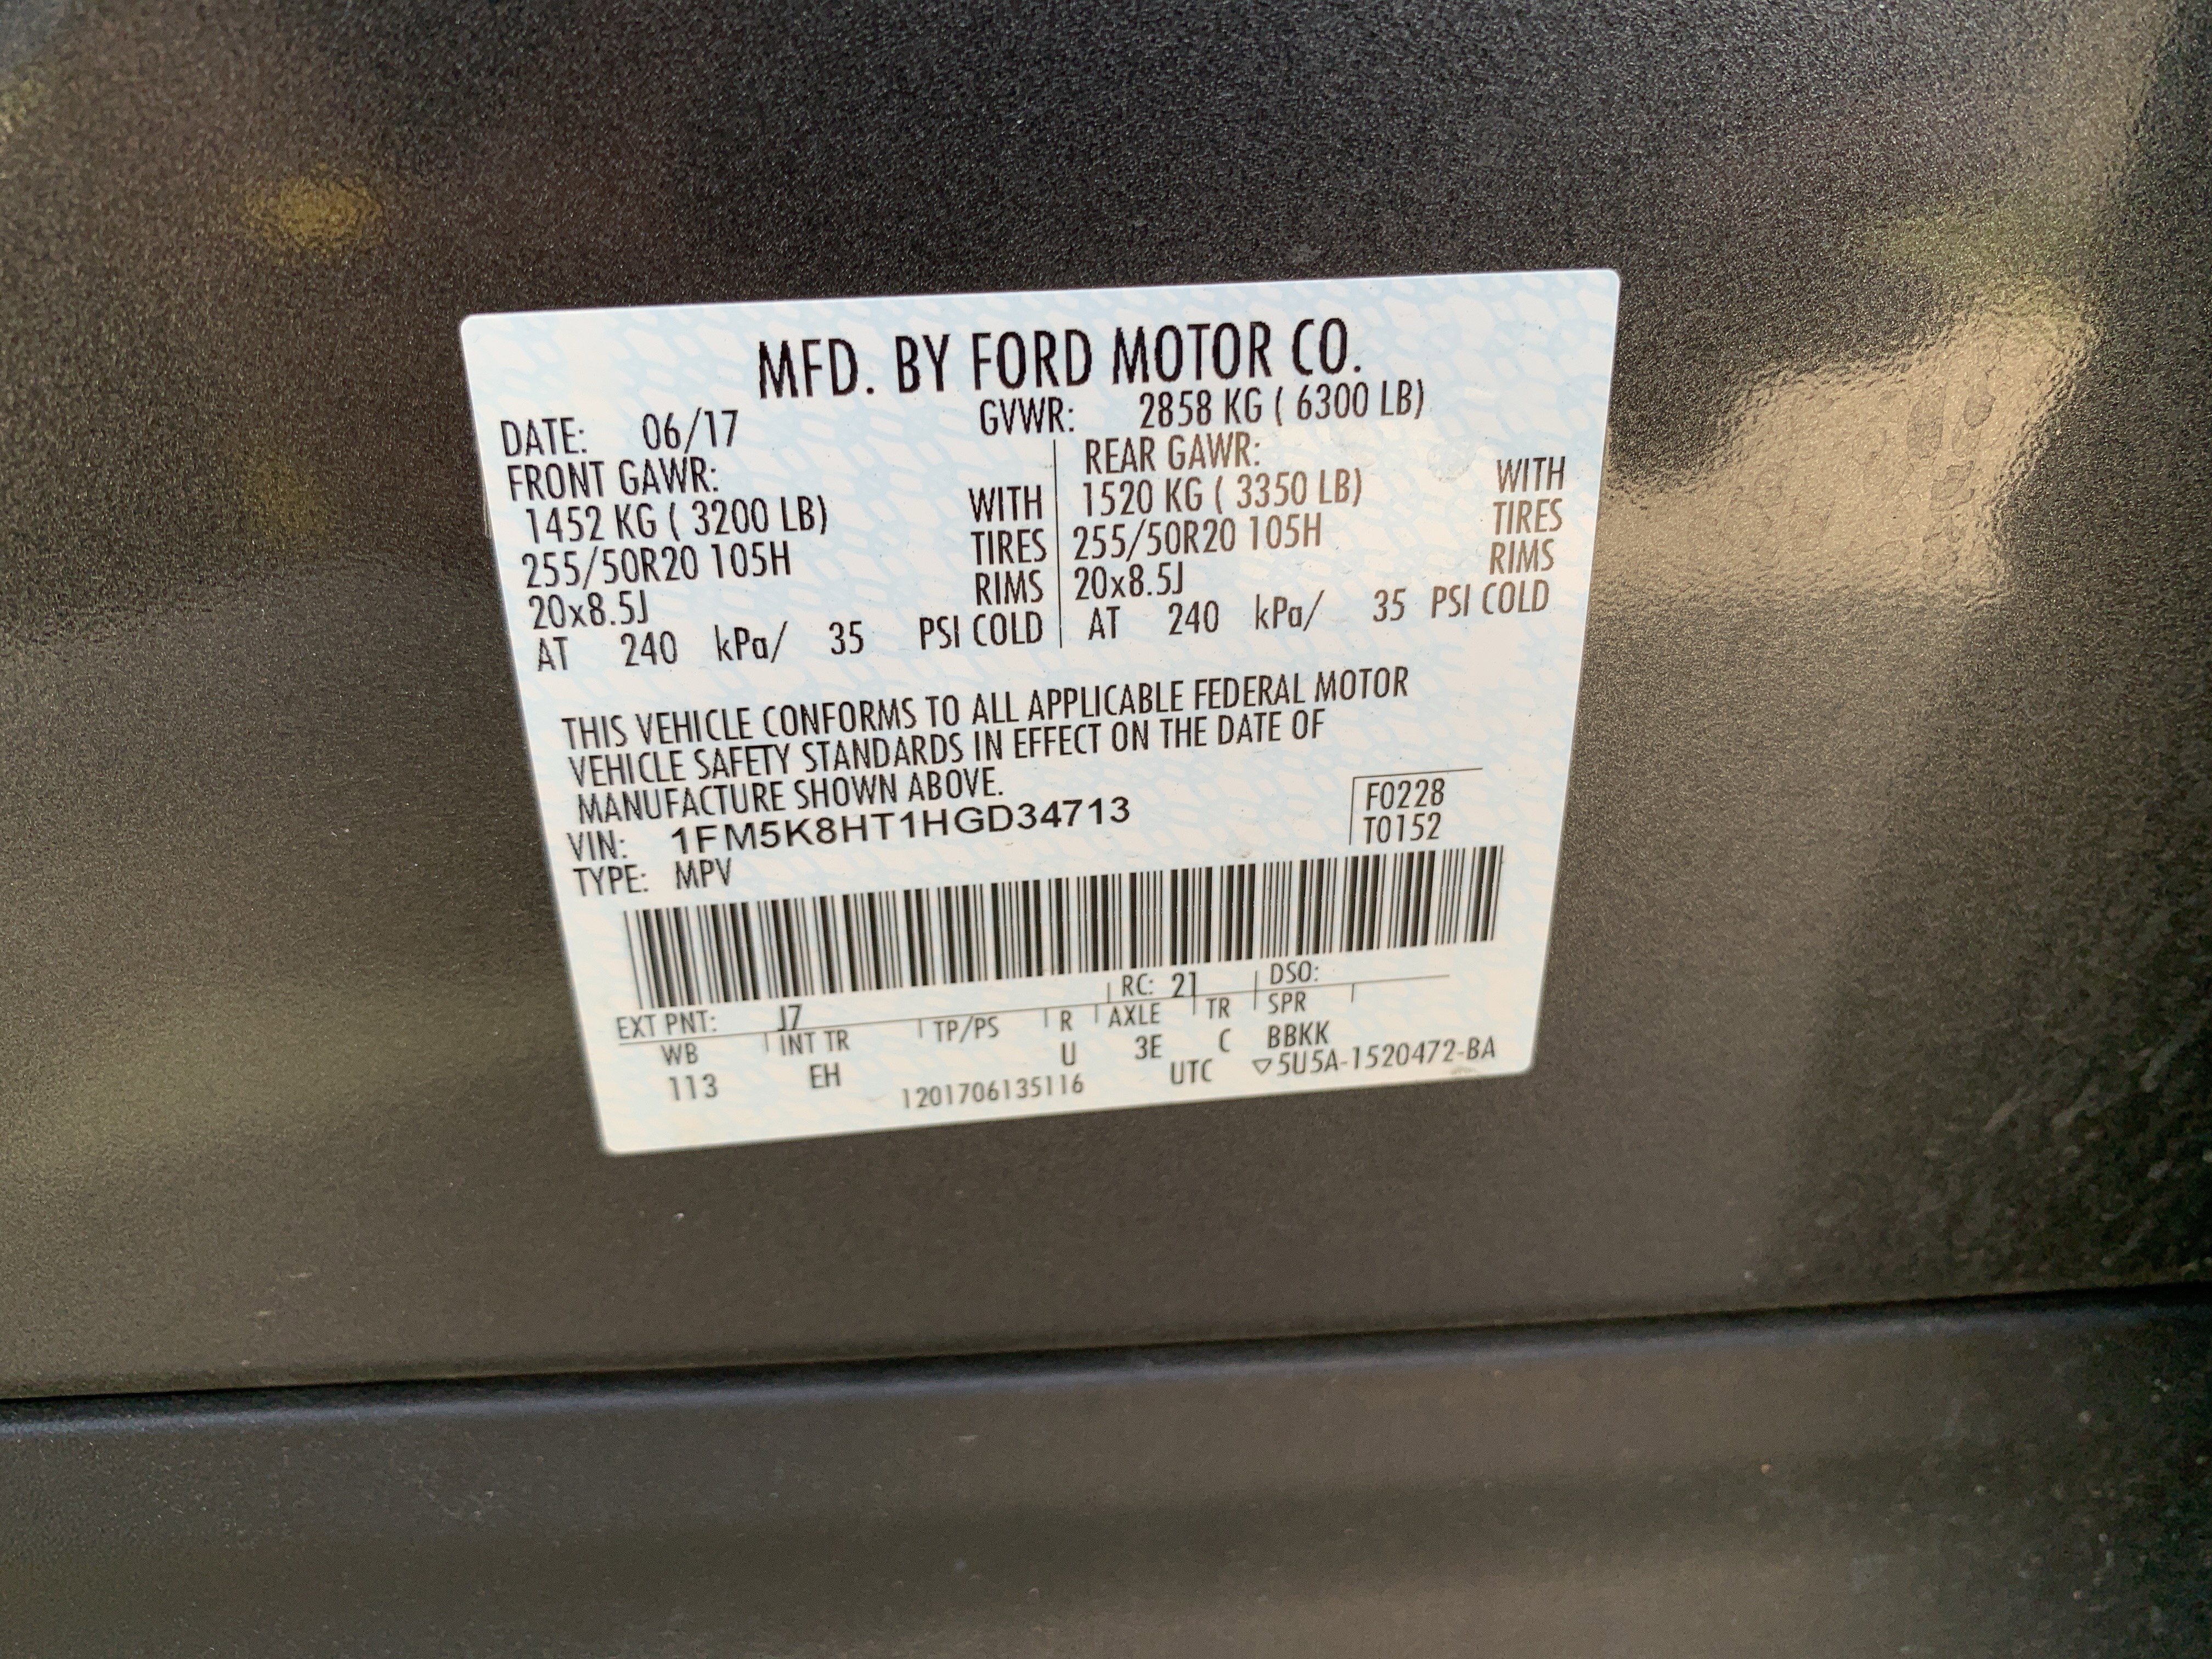 MFD. BY FORD MOTOR CO.
DATE: 06/17 GVWR: 2858 KG ( 6300 LB)
FRONT GAWR: REAR GAWR:
1452 KG ( 3200 LB) WITH 1520 KG ( 3350 LB) WITH
255/50R20 105H TIRES 255/50R20 105H TIRES
20x8.5J RIMS 20x8.5J RIMS
AT 240 kPa/ 35 PSI COLD AT 240 kPa/ 35 PSI COLD
THIS VEHICLE CONFORMS TO ALL APPLICABLE FEDERAL MOTOR
VEHICLE SAFETY STANDARDS IN EFFECT ON THE DATE OF
MANUFACTURE SHOWN ABOVE.
VIN: 1FM5K8HT1HGD34713 F0228
TYPE: MPV T0152
EXT PNT: J7 RC: 21 DSO:
WB INT TR TP/PS R AXLE TR SPR
113 EH U 3E C BBKK
1201706135116 UTC ▽5U5A-1520472-BA